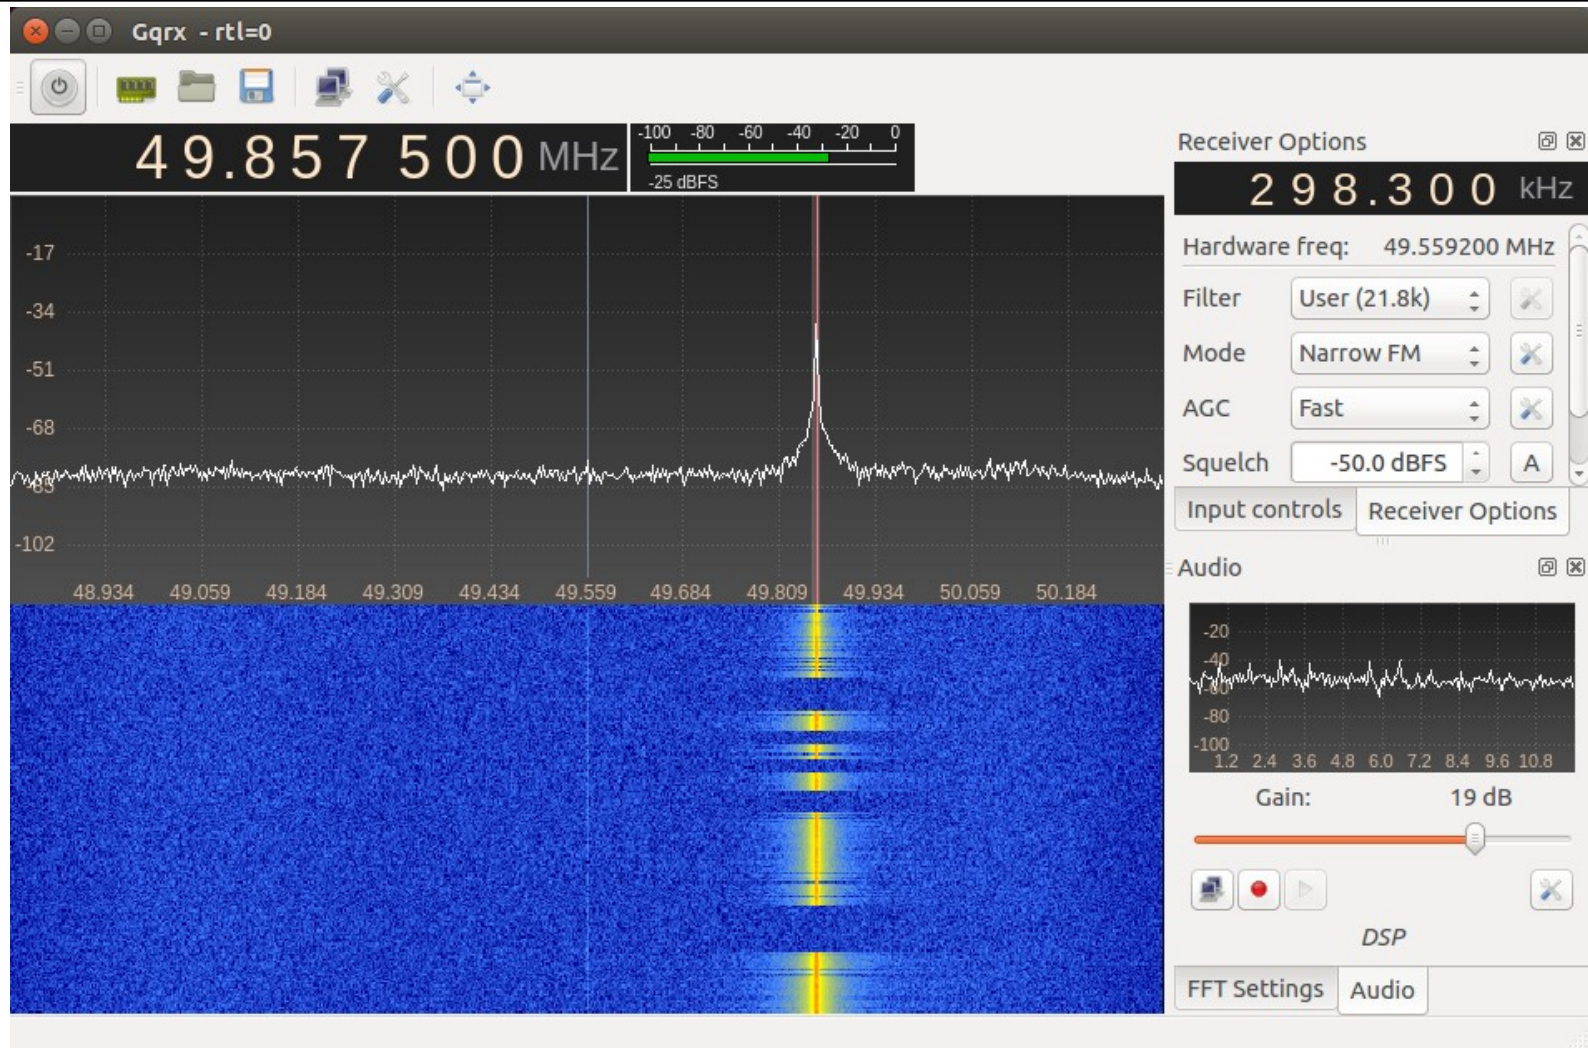 Gqrx - rtl=0
49.857 500 MHz
-100 -80 -60 -40 -20 0
-25 dBFS
Receiver Options
298.300 kHz
Hardware freq: 49.559200 MHz
Filter User (21.8k)
Mode Narrow FM
AGC Fast
Squelch -50.0 dBFS A
Input controls Receiver Options
-17
-34
-51
-68
-85
-102
48.934 49.059 49.184 49.309 49.434 49.559 49.684 49.809 49.934 50.059 50.184
Audio
-20
-40
-60
-80
-100
1.2 2.4 3.6 4.8 6.0 7.2 8.4 9.6 10.8
Gain: 19 dB
DSP
FFT Settings Audio